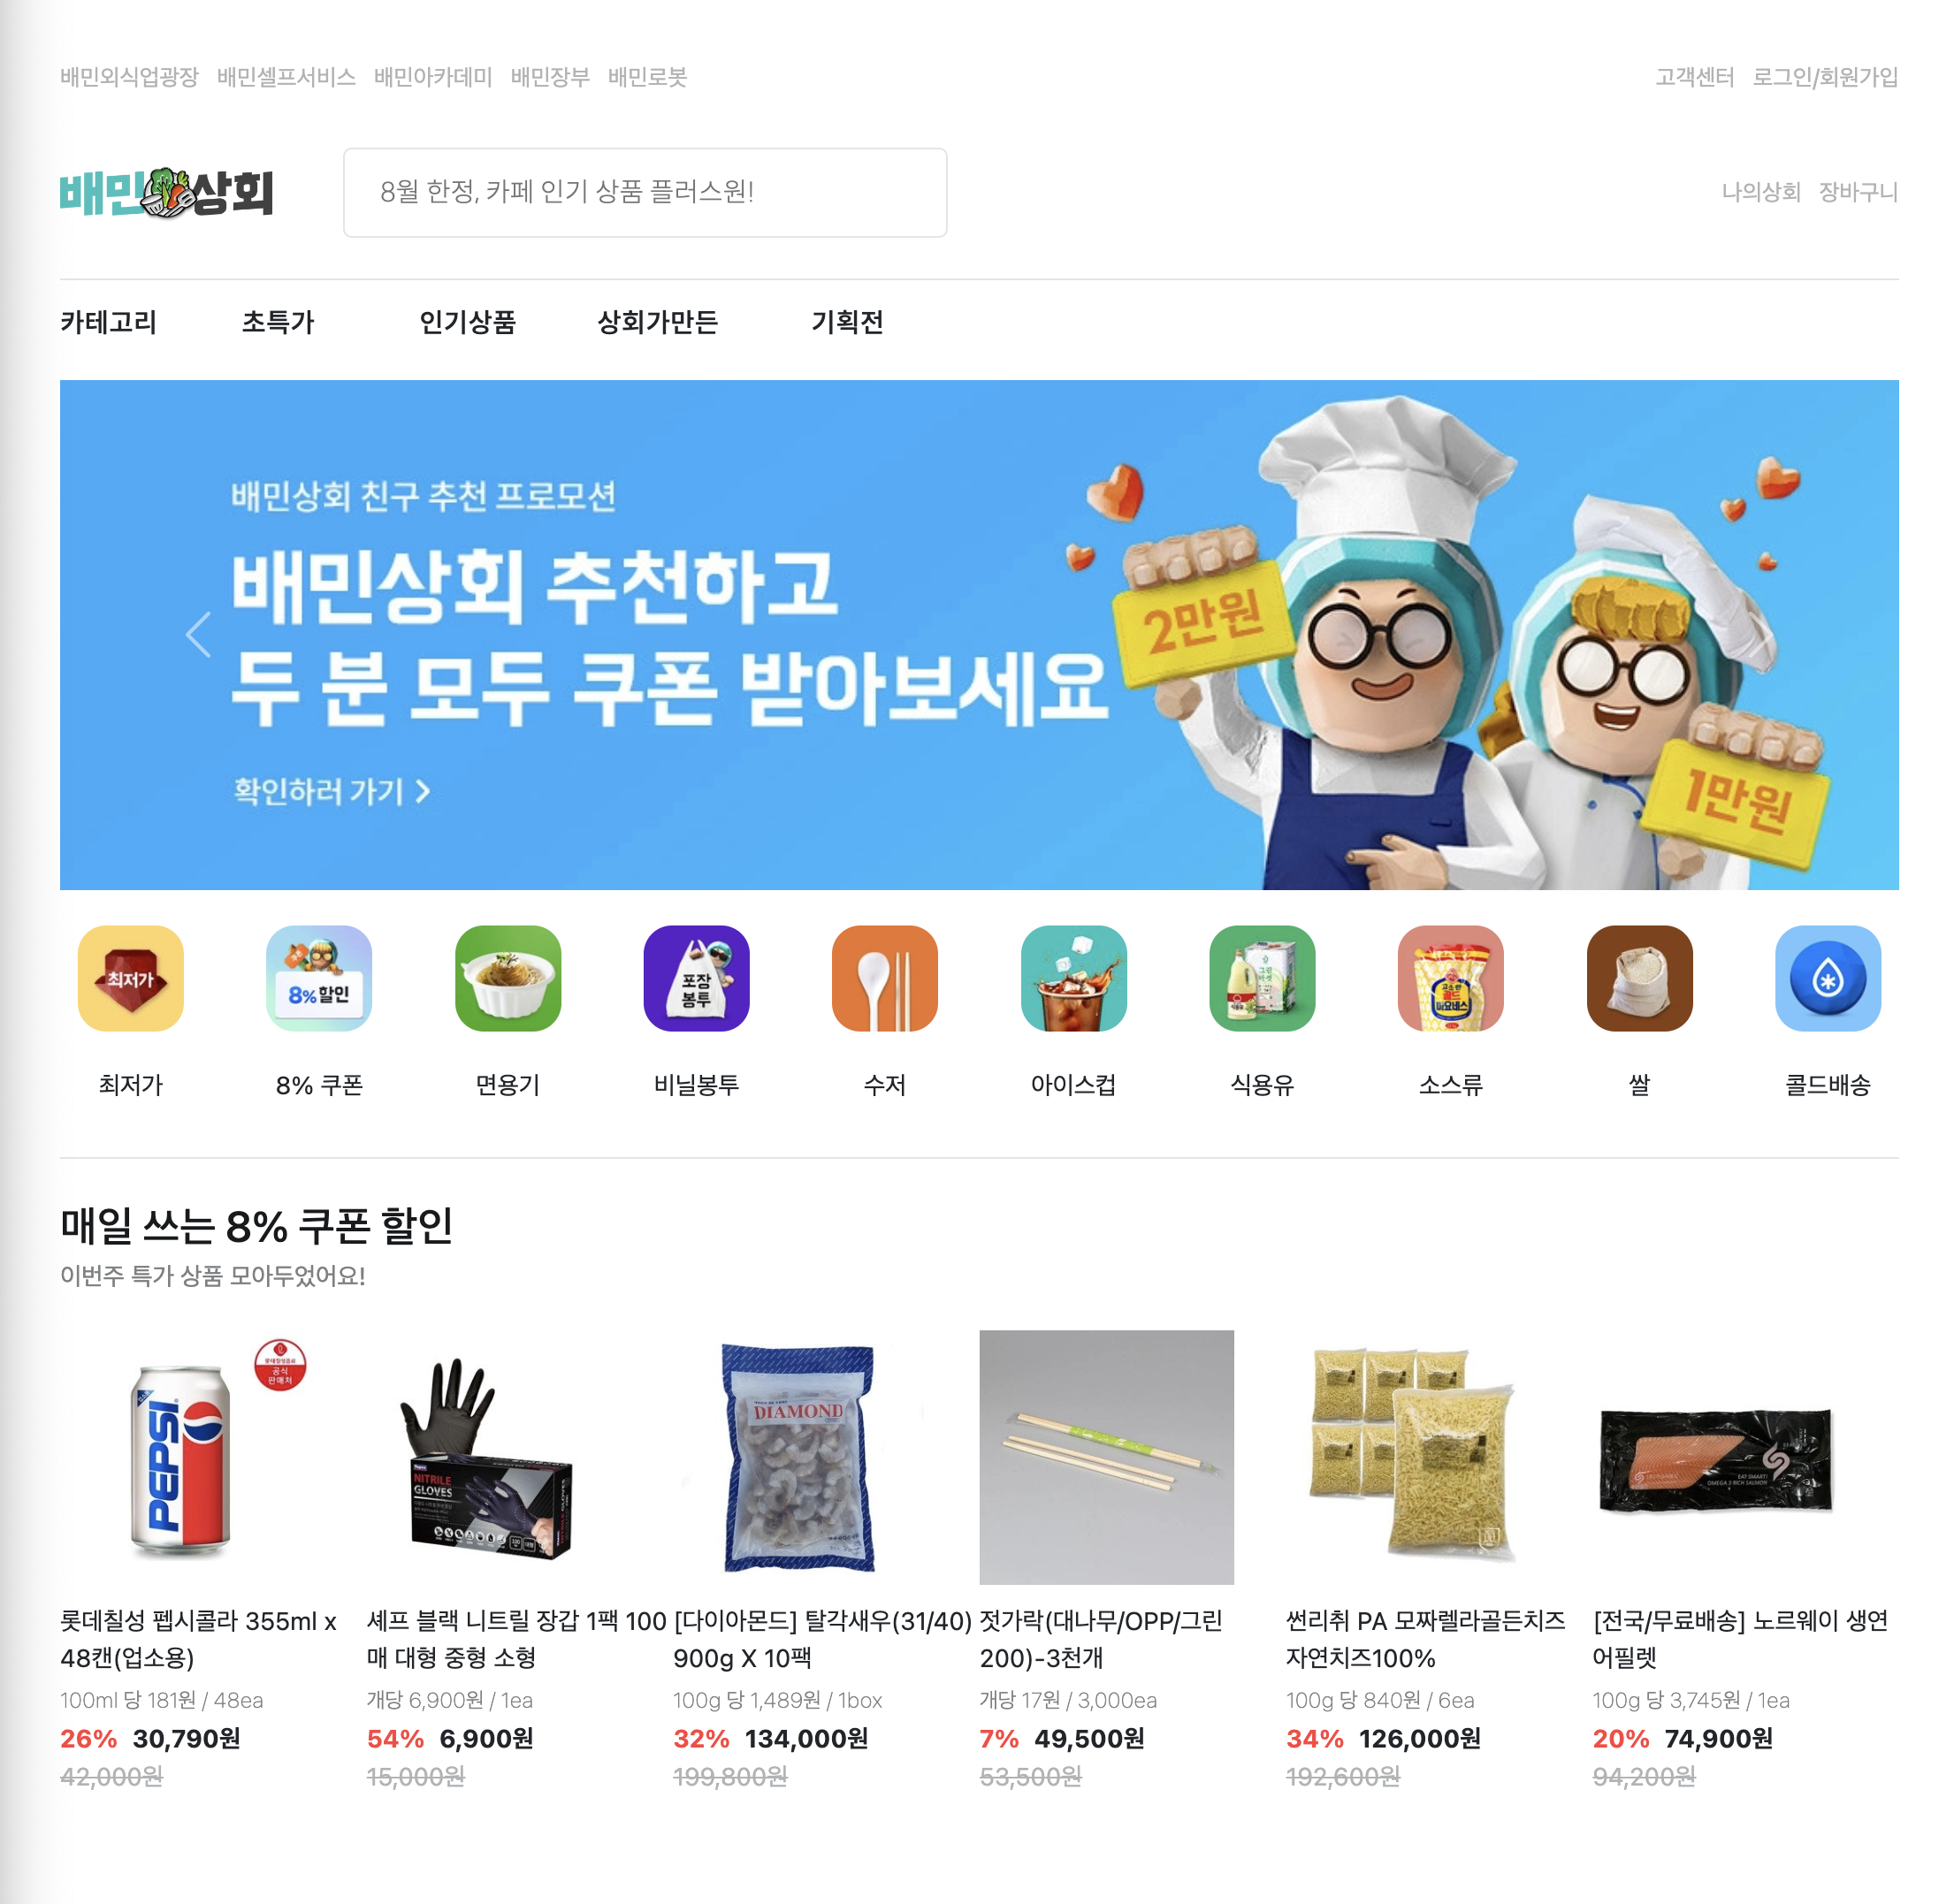 배민외식업광장 배민셀프서비스 배민아카데미 배민장부 배민로봇
고객센터 로그인/회원가입
배민상회
8월 한정, 카페 인기 상품 플러스원!
나의상회 장바구니
카테고리 초특가 인기상품 상회가만든 기획전
배민상회 친구 추천 프로모션
배민상회 추천하고
두 분 모두 쿠폰 받아보세요
확인하러 가기
2만원
1만원
최저가
8%할인
포장
봉투
최저가 8% 쿠폰 면용기 비닐봉투 수저 아이스컵 식용유 소스류 쌀 콜드배송
매일 쓰는 8% 쿠폰 할인
이번주 특가 상품 모아두었어요!
공식
판매처
PEPSI
NITRILE
GLOVES
DIAMOND
롯데칠성 펩시콜라 355ml x
48캔(업소용)
100ml 당 181원 / 48ea
26% 30,790원
42,000원
셰프 블랙 니트릴 장갑 1팩 100
매 대형 중형 소형
개당 6,900원 / 1ea
54% 6,900원
15,000원
[다이아몬드] 탈각새우(31/40)
900g X 10팩
100g 당 1,489원 / 1box
32% 134,000원
199,800원
젓가락(대나무/OPP/그린
200)-3천개
개당 17원 / 3,000ea
7% 49,500원
53,500원
썬리취 PA 모짜렐라골든치즈
자연치즈100%
100g 당 840원 / 6ea
34% 126,000원
192,600원
[전국/무료배송] 노르웨이 생연
어필렛
100g 당 3,745원 / 1ea
20% 74,900원
94,200원